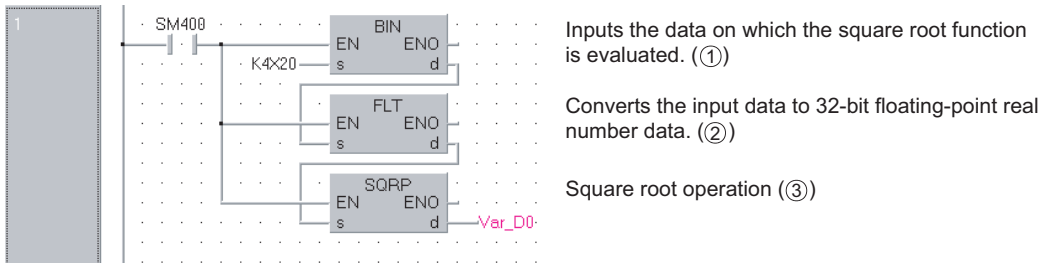 1
SM400
BIN
EN ENO
K4X20 s d
Inputs the data on which the square root function
is evaluated. (①)
FLT
EN ENO
s d
Converts the input data to 32-bit floating-point real
number data. (②)
SQRP
EN ENO
s d Var_D0
Square root operation (③)